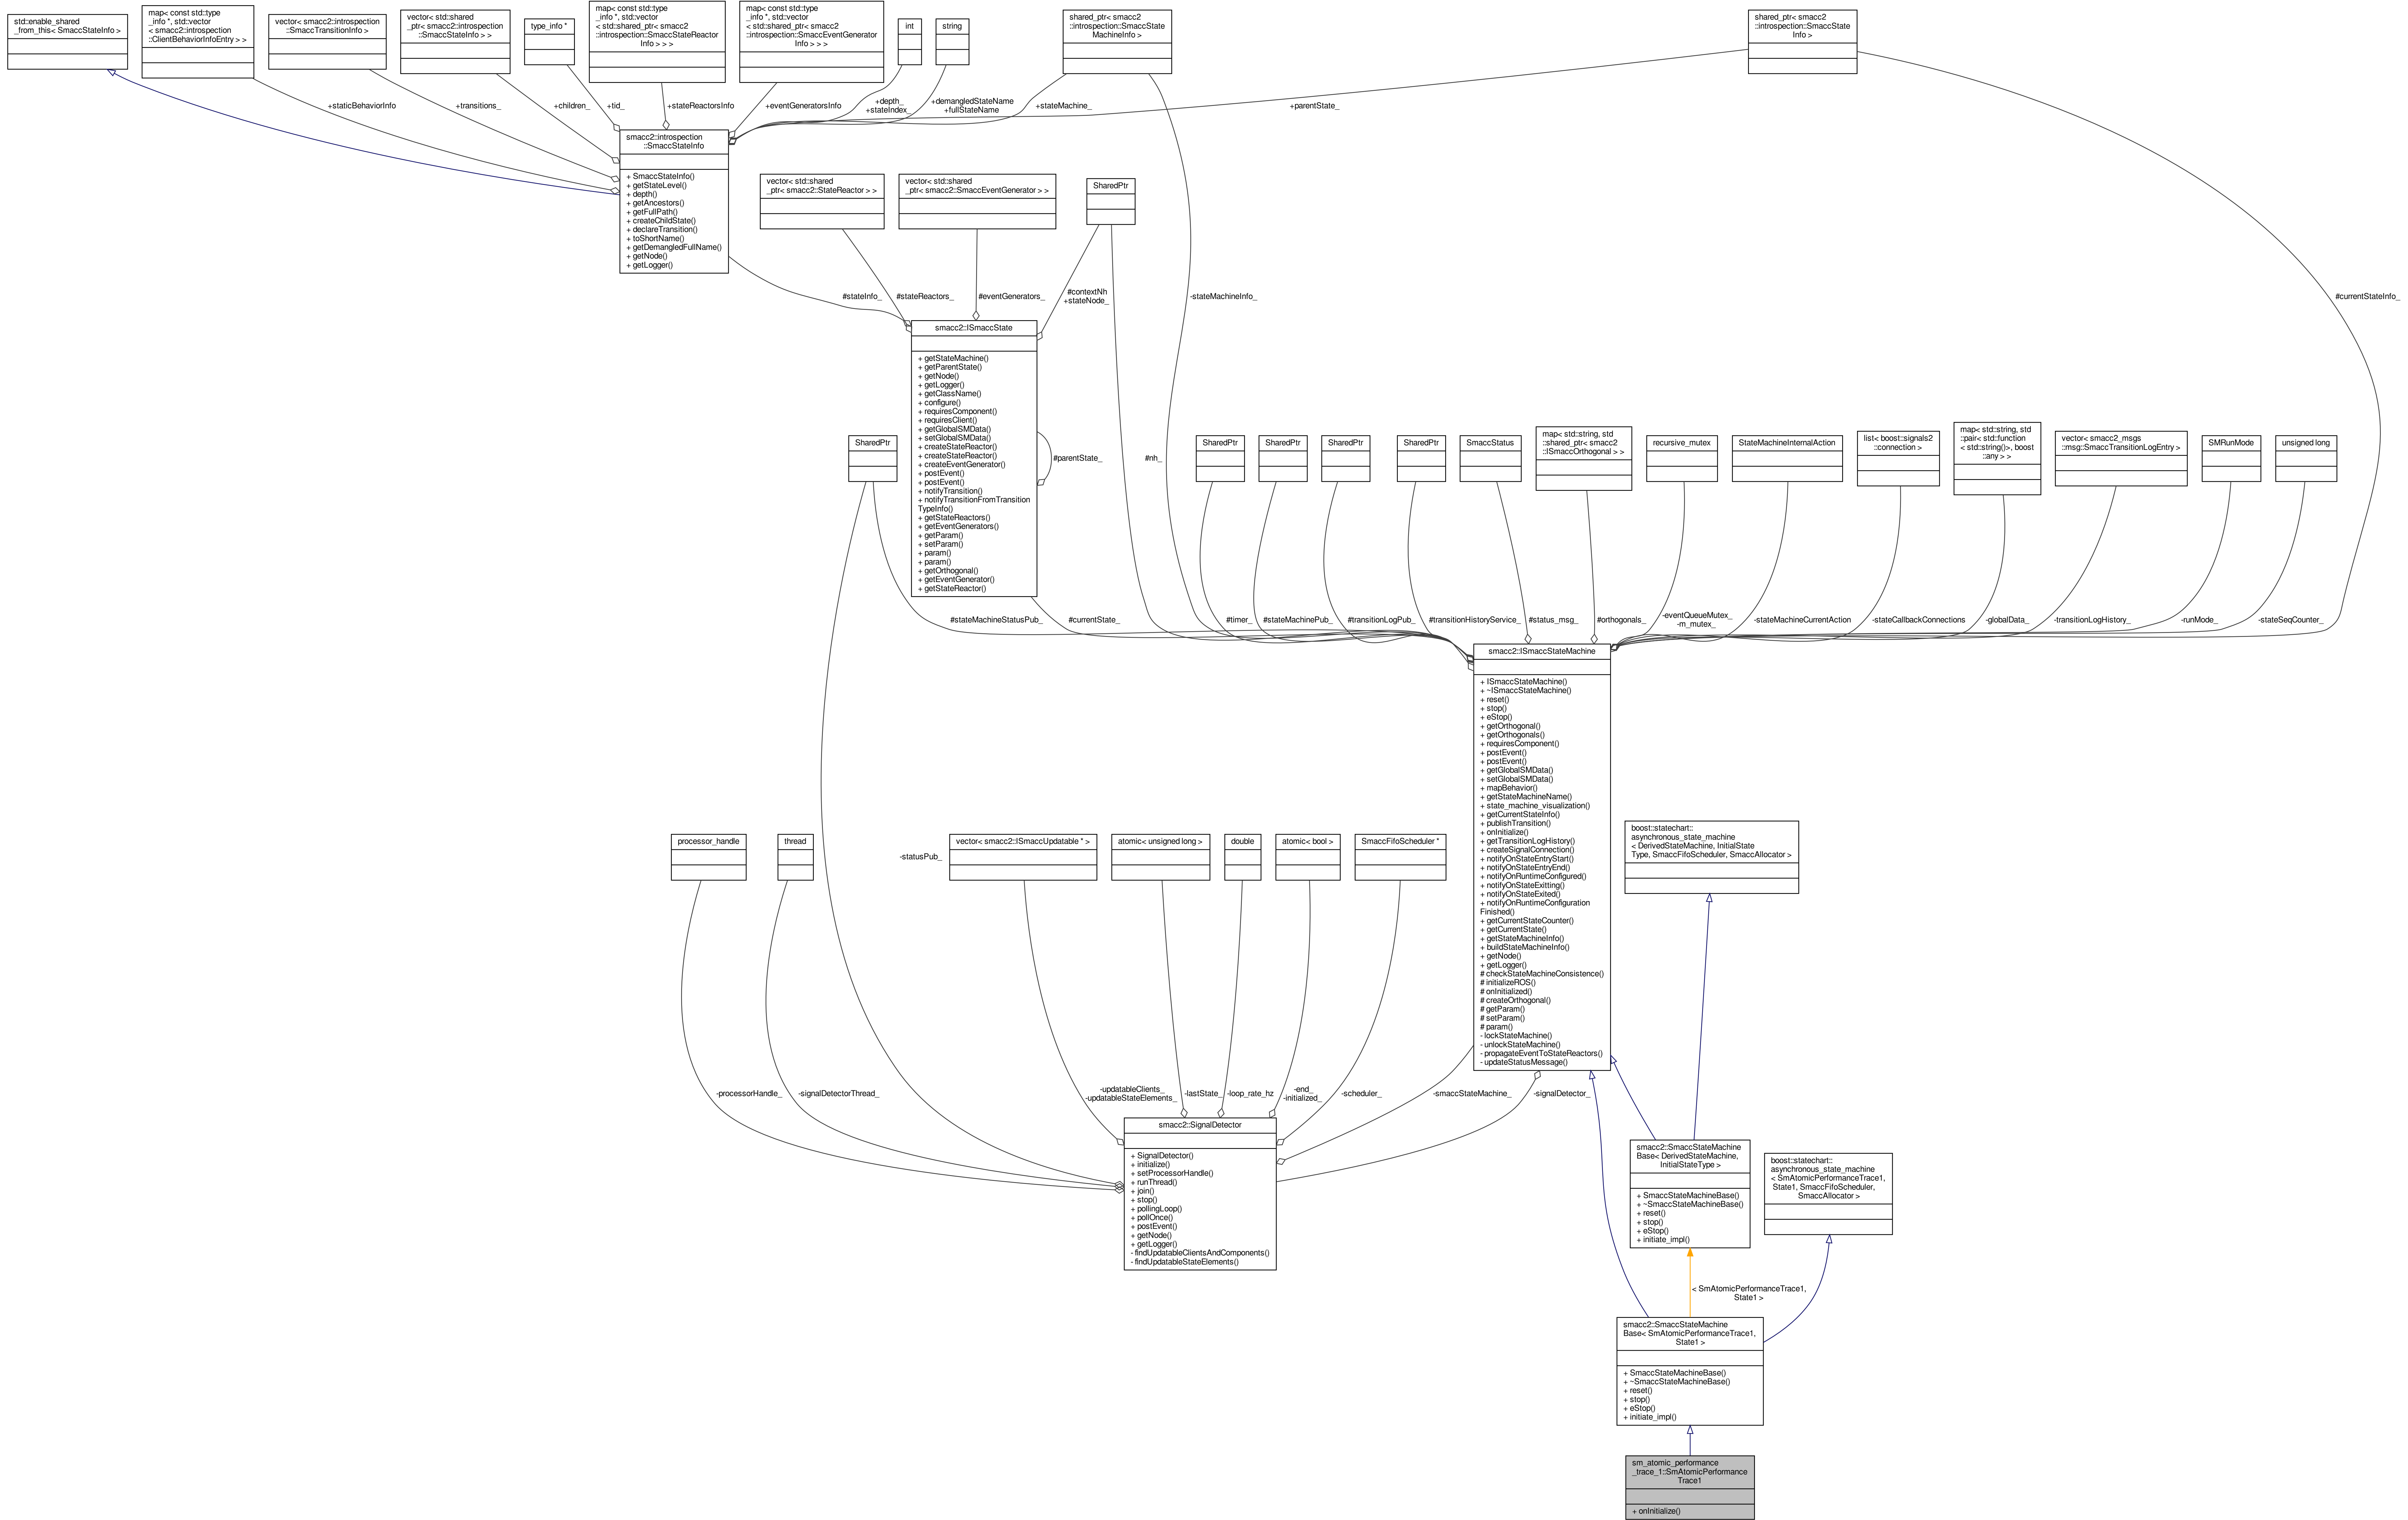 std::enable_shared
_from_this< SmaccStateInfo >
map< const std::type
_info *, std::vector
< smacc2::introspection
::ClientBehaviorInfoEntry > >
vector< smacc2::introspection
::SmaccTransitionInfo >
vector< std::shared
_ptr< smacc2::introspection
::SmaccStateInfo > >
type_info *
map< const std::type
_info *, std::vector
< std::shared_ptr< smacc2
::introspection::SmaccStateReactor
Info > > >
map< const std::type
_info *, std::vector
< std::shared_ptr< smacc2
::introspection::SmaccEventGenerator
Info > > >
int
string
shared_ptr< smacc2
::introspection::SmaccState
MachineInfo >
shared_ptr< smacc2
::introspection::SmaccState
Info >
+staticBehaviorInfo
+transitions_
+children_
+tid_
+stateReactorsInfo
+eventGeneratorsInfo
+depth_
+stateIndex_
+demangledStateName
+fullStateName
+stateMachine_
+parentState_
smacc2::introspection
::SmaccStateInfo
+ SmaccStateInfo()
+ getStateLevel()
+ depth()
+ getAncestors()
+ getFullPath()
+ createChildState()
+ declareTransition()
+ toShortName()
+ getDemangledFullName()
+ getNode()
+ getLogger()
vector< std::shared
_ptr< smacc2::StateReactor > >
vector< std::shared
_ptr< smacc2::SmaccEventGenerator > >
SharedPtr
#stateInfo_
#stateReactors_
#eventGenerators_
#contextNh
+stateNode_
-stateMachineInfo_
#currentStateInfo_
smacc2::ISmaccState
+ getStateMachine()
+ getParentState()
+ getNode()
+ getLogger()
+ getClassName()
+ configure()
+ requiresComponent()
+ requiresClient()
+ getGlobalSMData()
+ setGlobalSMData()
+ createStateReactor()
+ createStateReactor()
+ createEventGenerator()
+ postEvent()
+ postEvent()
+ notifyTransition()
+ notifyTransitionFromTransition
TypeInfo()
+ getStateReactors()
+ getEventGenerators()
+ getParam()
+ setParam()
+ param()
+ param()
+ getOrthogonal()
+ getEventGenerator()
+ getStateReactor()
#parentState_
#nh_
SharedPtr
SharedPtr
SharedPtr
SharedPtr
SharedPtr
SmaccStatus
map< std::string, std
::shared_ptr< smacc2
::ISmaccOrthogonal > >
recursive_mutex
StateMachineInternalAction
list< boost::signals2
::connection >
map< std::string, std
::pair< std::function
< std::string()>, boost
::any > >
vector< smacc2_msgs
::msg::SmaccTransitionLogEntry >
SMRunMode
unsigned long
#stateMachineStatusPub_
#currentState_
#timer_
#stateMachinePub_
#transitionLogPub_
#transitionHistoryService_
#status_msg_
#orthogonals_
-eventQueueMutex_
-m_mutex_
-stateMachineCurrentAction
-stateCallbackConnections
-globalData_
-transitionLogHistory_
-runMode_
-stateSeqCounter_
smacc2::ISmaccStateMachine
+ ISmaccStateMachine()
+ ~ISmaccStateMachine()
+ reset()
+ stop()
+ eStop()
+ getOrthogonal()
+ getOrthogonals()
+ requiresComponent()
+ postEvent()
+ postEvent()
+ getGlobalSMData()
+ setGlobalSMData()
+ mapBehavior()
+ getStateMachineName()
+ state_machine_visualization()
+ getCurrentStateInfo()
+ publishTransition()
+ onInitialize()
+ getTransitionLogHistory()
+ createSignalConnection()
+ notifyOnStateEntryStart()
+ notifyOnStateEntryEnd()
+ notifyOnRuntimeConfigured()
+ notifyOnStateExitting()
+ notifyOnStateExited()
+ notifyOnRuntimeConfiguration
Finished()
+ getCurrentStateCounter()
+ getCurrentState()
+ getStateMachineInfo()
+ buildStateMachineInfo()
+ getNode()
+ getLogger()
# checkStateMachineConsistence()
# initializeROS()
# onInitialized()
# createOrthogonal()
# getParam()
# setParam()
# param()
- lockStateMachine()
- unlockStateMachine()
- propagateEventToStateReactors()
- updateStatusMessage()
processor_handle
thread
-statusPub_
vector< smacc2::ISmaccUpdatable * >
atomic< unsigned long >
double
atomic< bool >
SmaccFifoScheduler *
boost::statechart::
asynchronous_state_machine
< DerivedStateMachine, InitialState
Type, SmaccFifoScheduler, SmaccAllocator >
-processorHandle_
-signalDetectorThread_
-updatableClients_
-updatableStateElements_
-lastState_
-loop_rate_hz
-end_
-initialized_
-scheduler_
-smaccStateMachine_
-signalDetector_
smacc2::SignalDetector
+ SignalDetector()
+ initialize()
+ setProcessorHandle()
+ runThread()
+ join()
+ stop()
+ pollingLoop()
+ pollOnce()
+ postEvent()
+ getNode()
+ getLogger()
- findUpdatableClientsAndComponents()
- findUpdatableStateElements()
smacc2::SmaccStateMachine
Base< DerivedStateMachine,
InitialStateType >
+ SmaccStateMachineBase()
+ ~SmaccStateMachineBase()
+ reset()
+ stop()
+ eStop()
+ initiate_impl()
boost::statechart::
asynchronous_state_machine
< SmAtomicPerformanceTrace1,
State1, SmaccFifoScheduler,
SmaccAllocator >
< SmAtomicPerformanceTrace1,
State1 >
smacc2::SmaccStateMachine
Base< SmAtomicPerformanceTrace1,
State1 >
+ SmaccStateMachineBase()
+ ~SmaccStateMachineBase()
+ reset()
+ stop()
+ eStop()
+ initiate_impl()
sm_atomic_performance
_trace_1::SmAtomicPerformance
Trace1
+ onInitialize()